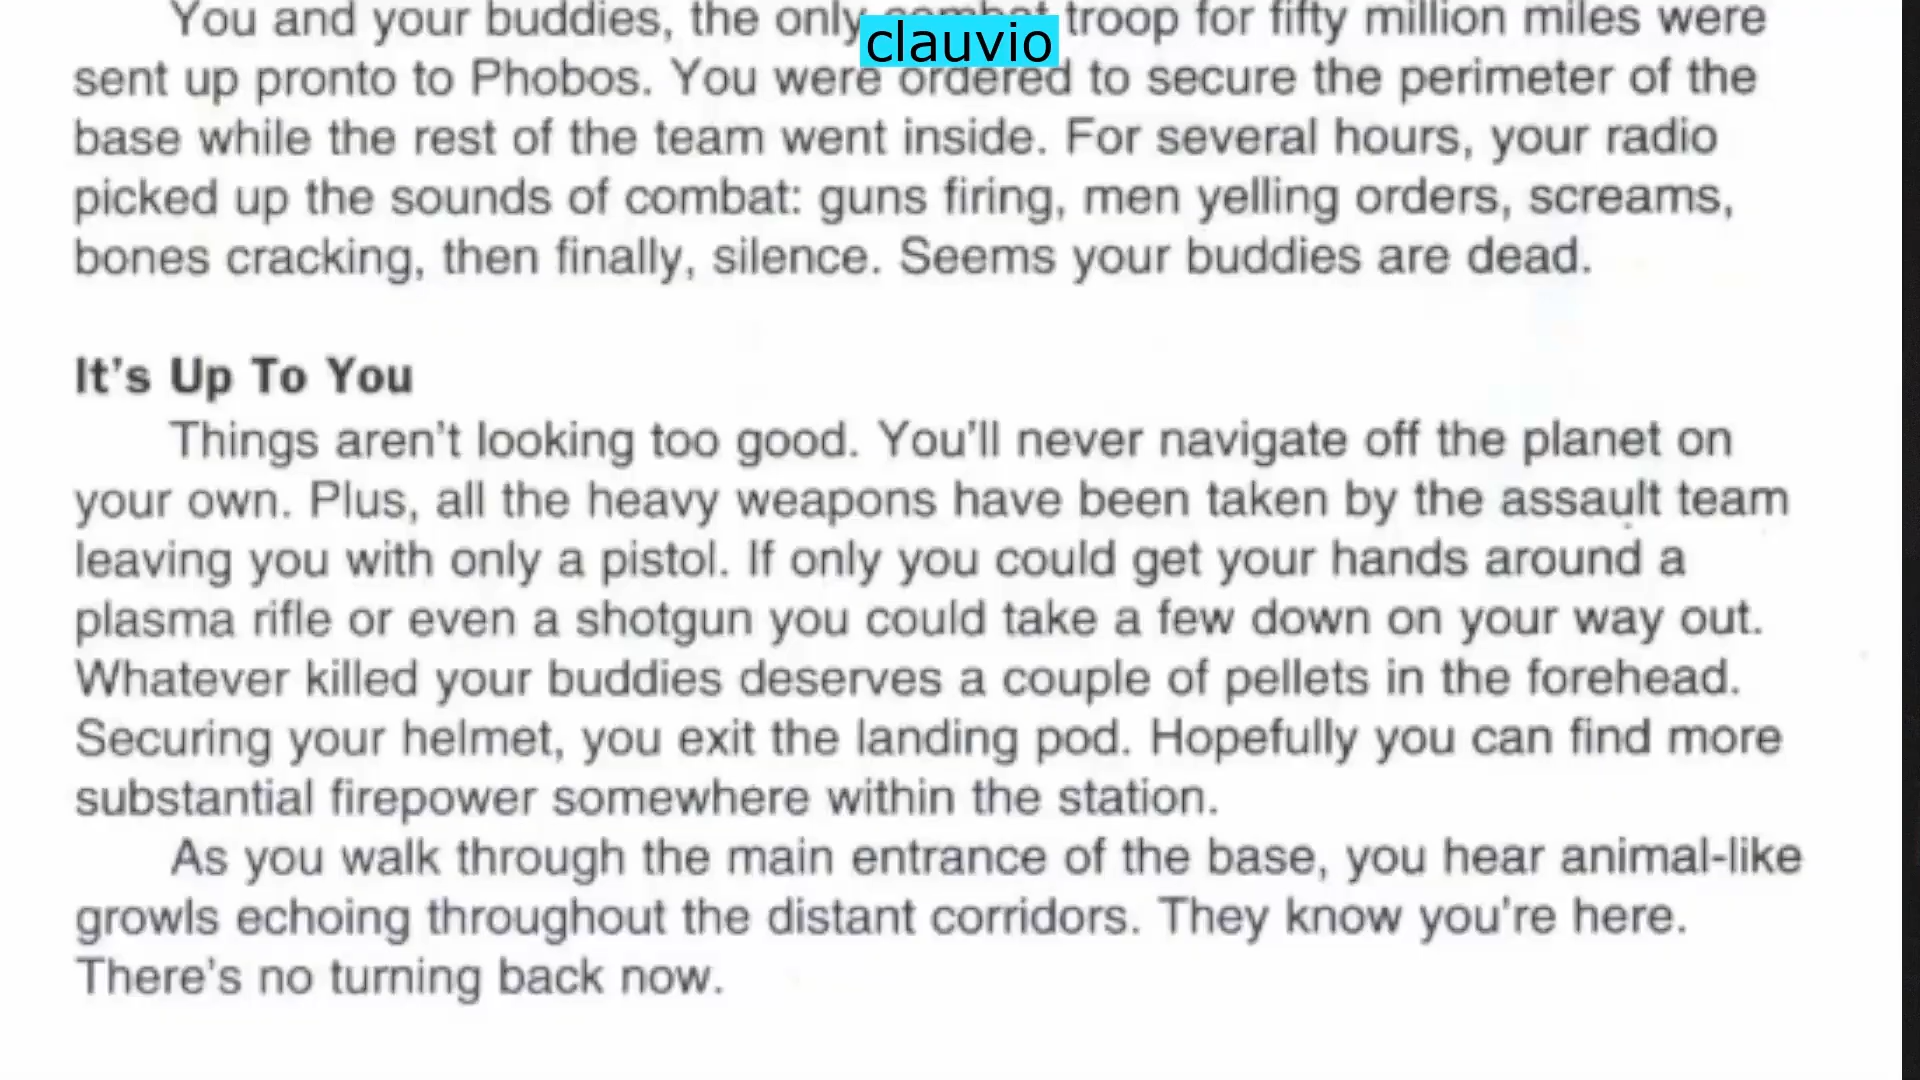 You and your buddies, the only combat troop for fifty million miles were
clauvio
sent up pronto to Phobos. You were ordered to secure the perimeter of the
base while the rest of the team went inside. For several hours, your radio
picked up the sounds of combat: guns firing, men yelling orders, screams,
bones cracking, then finally, silence. Seems your buddies are dead.
It's Up To You
Things aren't looking too good. You'll never navigate off the planet on
your own. Plus, all the heavy weapons have been taken by the assault team
leaving you with only a pistol. If only you could get your hands around a
plasma rifle or even a shotgun you could take a few down on your way out.
Whatever killed your buddies deserves a couple of pellets in the forehead.
Securing your helmet, you exit the landing pod. Hopefully you can find more
substantial firepower somewhere within the station.
As you walk through the main entrance of the base, you hear animal-like
growls echoing throughout the distant corridors. They know you're here.
There's no turning back now.